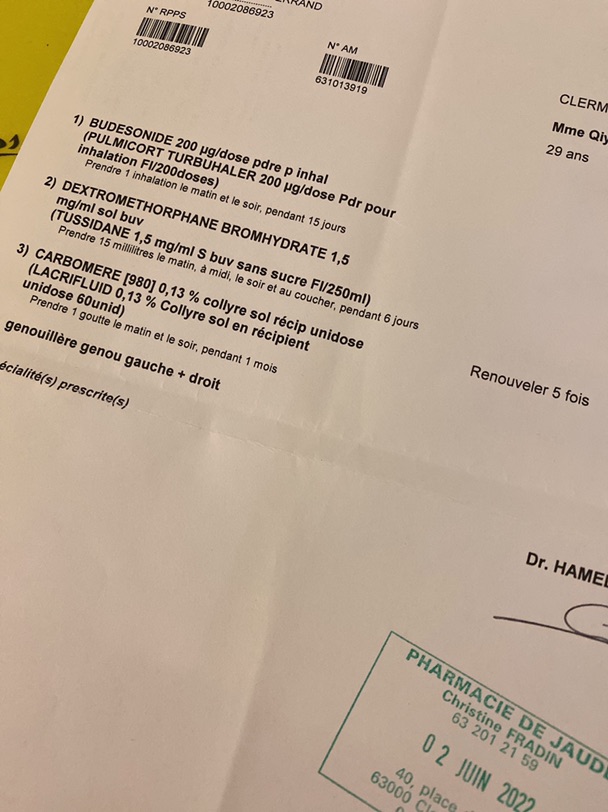 10002086923
N° RPPS
10002086923
N° AM
631013919
CLERM
Mme Qiy
29 ans
1) BUDESONIDE 200 µg/dose pdre p inhal
(PULMICORT TURBUHALER 200 µg/dose Pdr pour
inhalation Fl/200doses)
Prendre 1 inhalation le matin et le soir, pendant 15 jours
2) DEXTROMETHORPHANE BROMHYDRATE 1,5
mg/ml sol buv
(TUSSIDANE 1,5 mg/ml S buv sans sucre Fl/250ml)
Prendre 15 millilitres le matin, à midi, le soir et au coucher, pendant 6 jours
3) CARBOMERE [980] 0,13 % collyre sol récip unidose
(LACRIFLUID 0,13 % Collyre sol en récipient
unidose 60unid)
Prendre 1 goutte le matin et le soir, pendant 1 mois
Renouveler 5 fois
genouillère genou gauche + droit
écialité(s) prescrite(s)
Dr. HAMEL
PHARMACIE DE JAUD
Christine FRADIN
63 201 21 59
02 JUIN 2022
40, place
63000 Cl